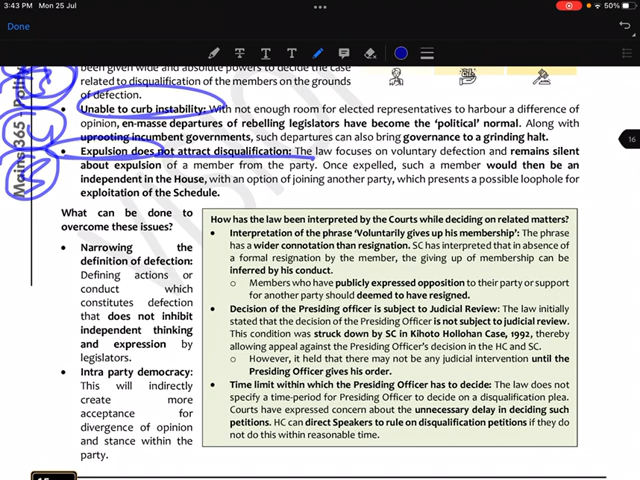 3:43 PM Mon 25 Jul
50%
Done
been given wide and absolute powers to decide the case
related to disqualification of the members on the grounds
of defection.
• Unable to curb instability: With not enough room for elected representatives to harbour a difference of
opinion, en-masse departures of rebelling legislators have become the 'political' normal. Along with
uprooting incumbent governments, such departures can also bring governance to a grinding halt.
• Expulsion does not attract disqualification: The law focuses on voluntary defection and remains silent
about expulsion of a member from the party. Once expelled, such a member would then be an
independent in the House, with an option of joining another party, which presents a possible loophole for
exploitation of the Schedule.
Mains 365 - Polity
16
What can be done to
overcome these issues?
• Narrowing the
definition of defection:
Defining actions or
conduct which
constitutes defection
that does not inhibit
independent thinking
and expression by
legislators.
• Intra party democracy:
This will indirectly
create more
acceptance for
divergence of opinion
and stance within the
party.
How has the law been interpreted by the Courts while deciding on related matters?
• Interpretation of the phrase 'Voluntarily gives up his membership': The phrase
has a wider connotation than resignation. SC has interpreted that in absence of
a formal resignation by the member, the giving up of membership can be
inferred by his conduct.
o Members who have publicly expressed opposition to their party or support
for another party should deemed to have resigned.
• Decision of the Presiding officer is subject to Judicial Review: The law initially
stated that the decision of the Presiding Officer is not subject to judicial review.
This condition was struck down by SC in Kihoto Hollohan Case, 1992, thereby
allowing appeal against the Presiding Officer's decision in the HC and SC.
o However, it held that there may not be any judicial intervention until the
Presiding Officer gives his order.
• Time limit within which the Presiding Officer has to decide: The law does not
specify a time-period for Presiding Officer to decide on a disqualification plea.
Courts have expressed concern about the unnecessary delay in deciding such
petitions. HC can direct Speakers to rule on disqualification petitions if they do
not do this within reasonable time.